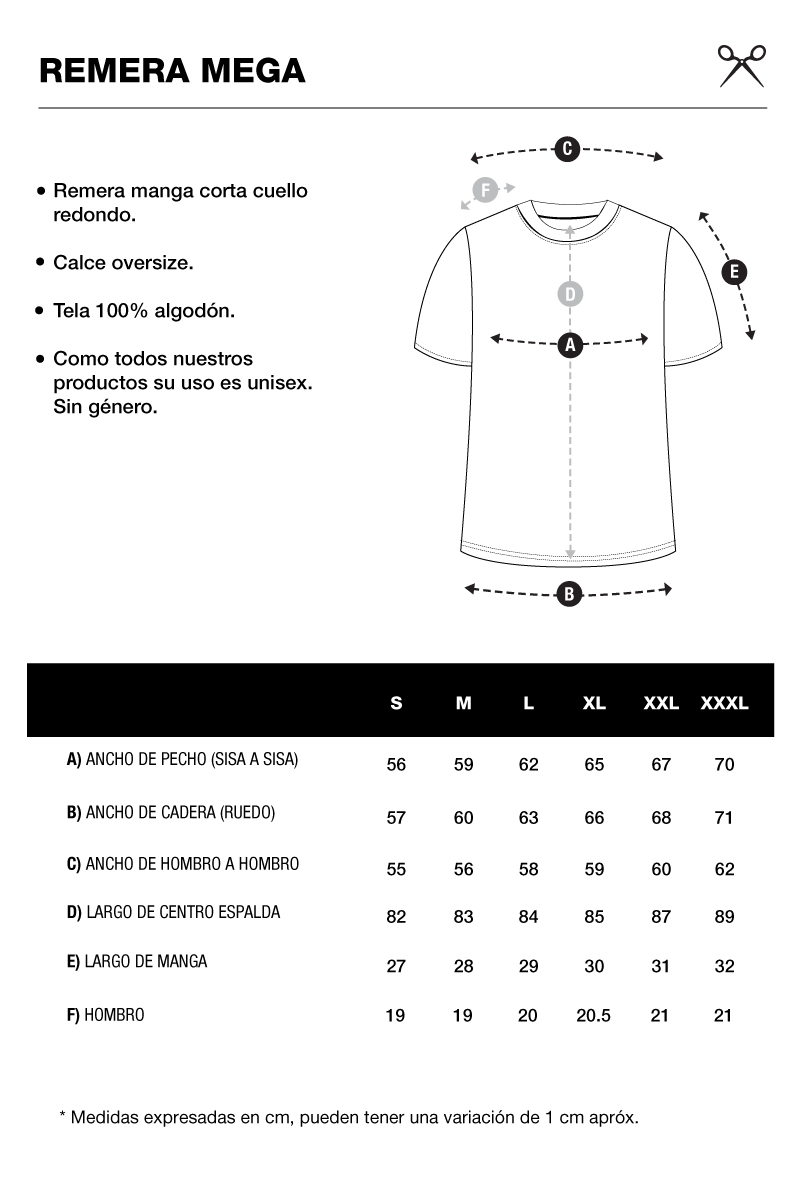 REMERA MEGA
• Remera manga corta cuello
redondo.
• Calce oversize.
• Tela 100% algodón.
• Como todos nuestros
productos su uso es unisex.
Sin género.
C
F
E
D
A
B
S M L XL XXL XXXL
A) ANCHO DE PECHO (SISA A SISA) 56 59 62 65 67 70
B) ANCHO DE CADERA (RUEDO) 57 60 63 66 68 71
C) ANCHO DE HOMBRO A HOMBRO 55 56 58 59 60 62
D) LARGO DE CENTRO ESPALDA 82 83 84 85 87 89
E) LARGO DE MANGA 27 28 29 30 31 32
F) HOMBRO 19 19 20 20.5 21 21
* Medidas expresadas en cm, pueden tener una variación de 1 cm apróx.